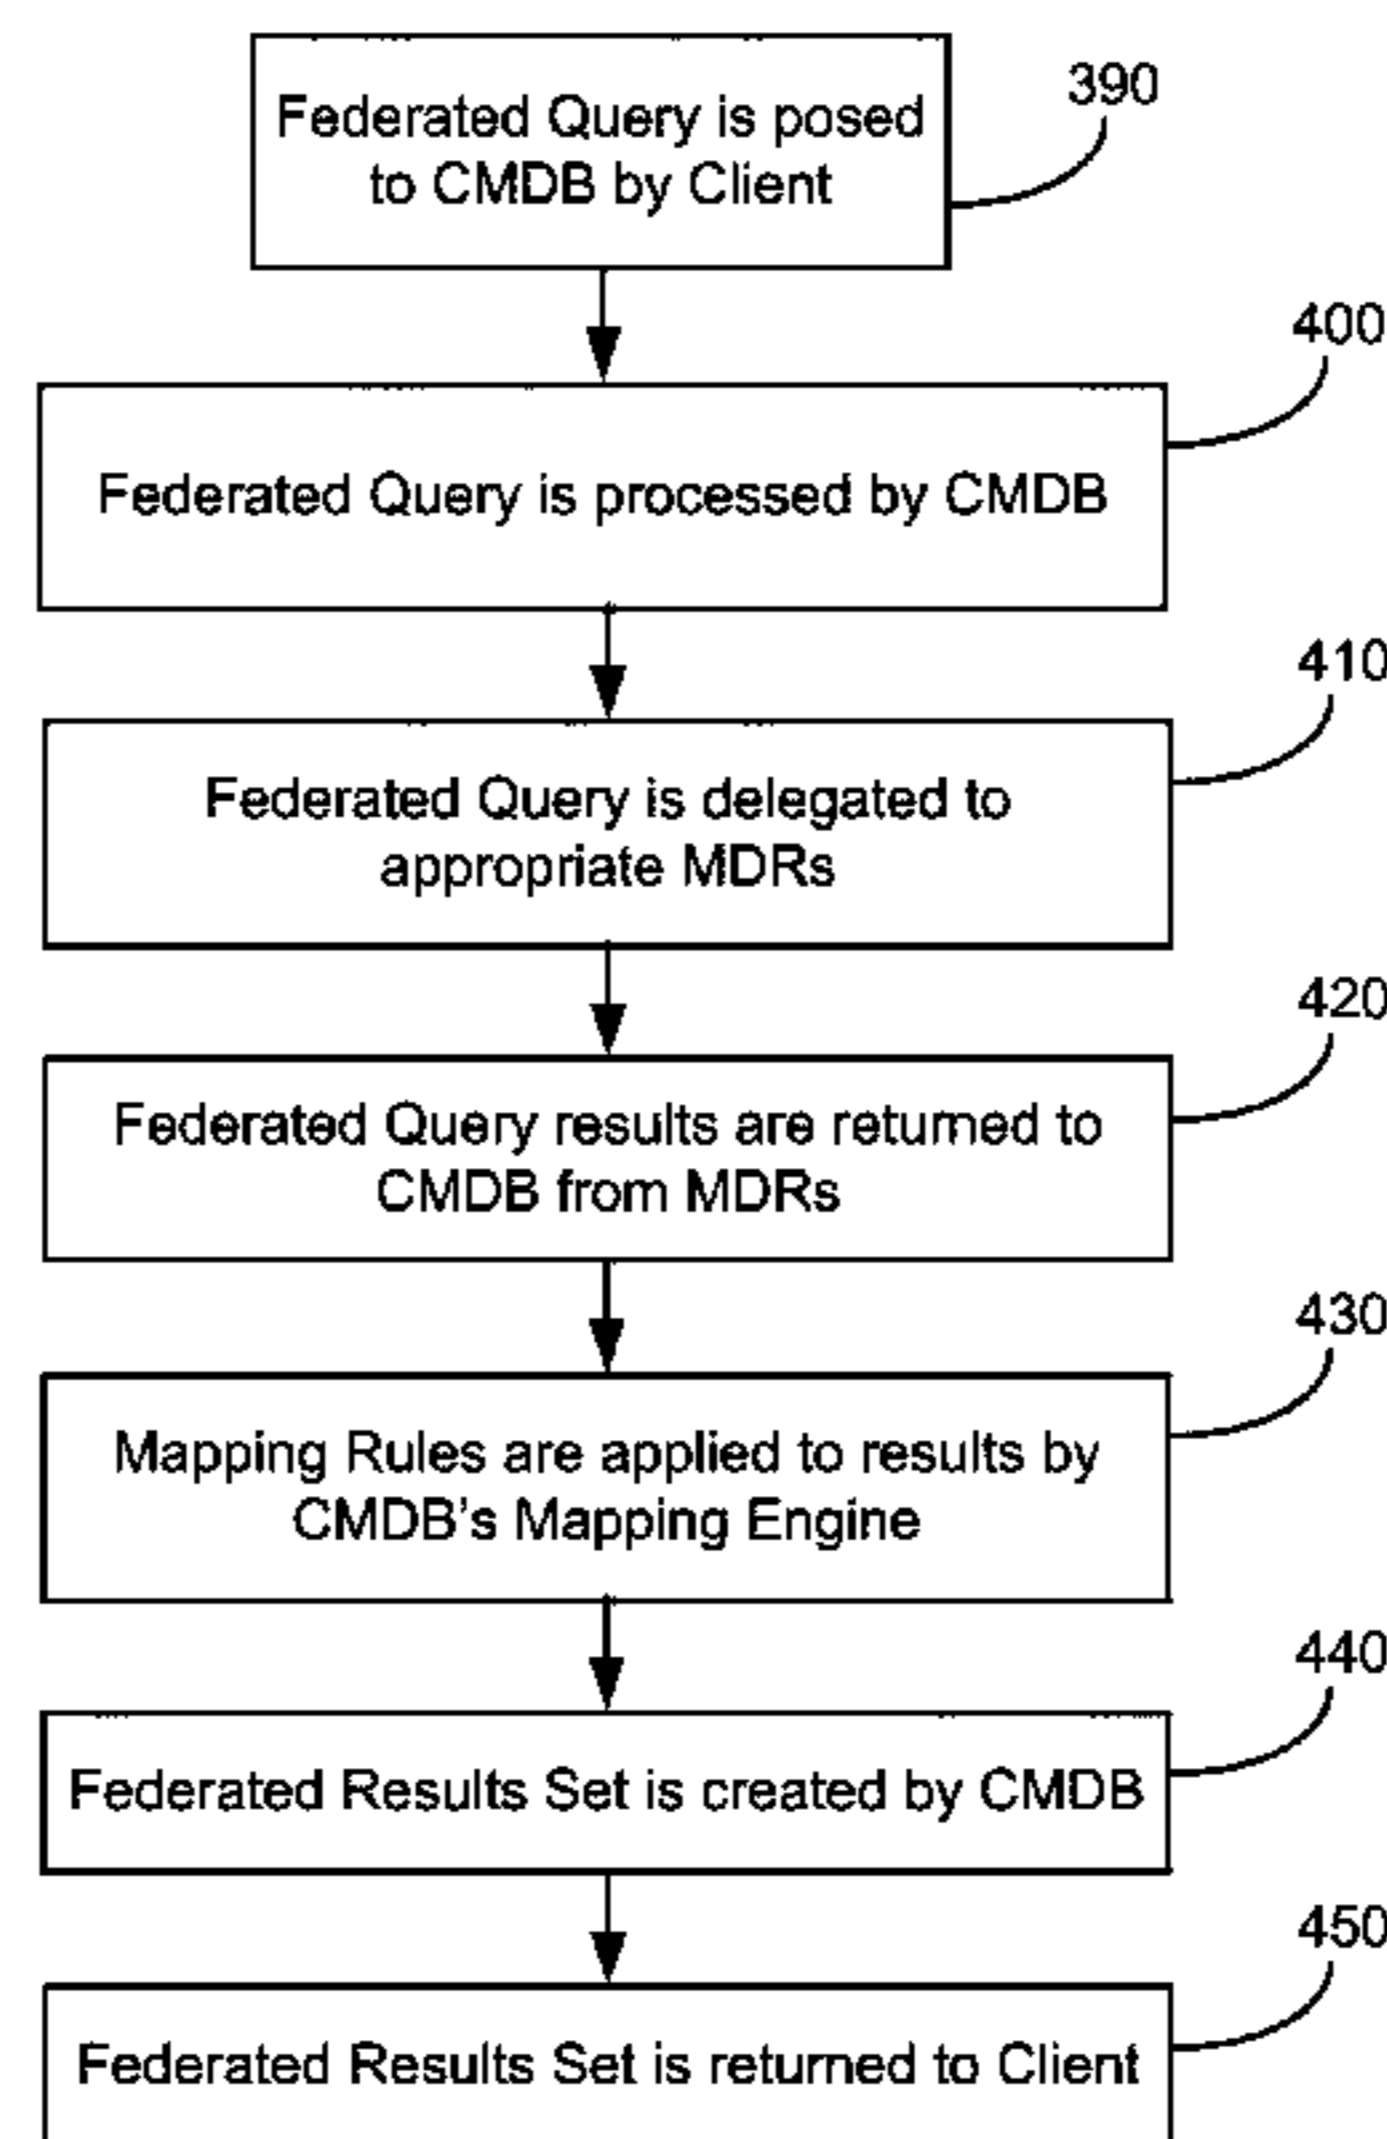 Federated Query is posed
to CMDB by Client
390
400
Federated Query is processed by CMDB
410
Federated Query is delegated to
appropriate MDRs
420
Federated Query results are returned to
CMDB from MDRs
430
Mapping Rules are applied to results by
CMDB's Mapping Engine
440
Federated Results Set is created by CMDB
450
Federated Results Set is returned to Client